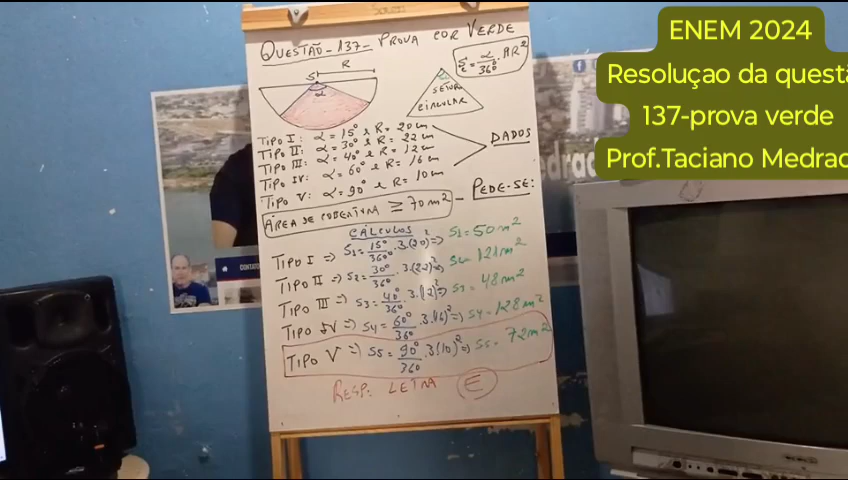 ENEM 2024
Resoluçao da questã
137-prova verde
Prof.Taciano Medrad
QUESTÃO-137- PROVA COR VERDE
S R
α
Sc = α/360° . πR²
α
SETOR
CIRCULAR
TIPO I: α = 15° e R = 20 m
TIPO II: α = 30° e R = 22 m
TIPO III: α = 40° e R = 12 m
TIPO IV: α = 60° e R = 16 m
TIPO V: α = 90° e R = 10 m
DADOS
ÁREA DE COBERTURA ≥ 70 m² - PEDE-SE:
CÁLCULOS
TIPO I => S1 = 15°/360° . 3.(20)² => S1 = 50 m²
TIPO II => S2 = 30°/360° . 3.(22)² => S2 = 121 m²
TIPO III => S3 = 40°/360° . 3.(12)² => S3 = 48 m²
TIPO IV => S4 = 60°/360° . 3.(16)² => S4 = 128 m²
TIPO V => S5 = 90°/360 . 3(10)² => S5 = 72 m²
RESP: LETRA E
CONTATO